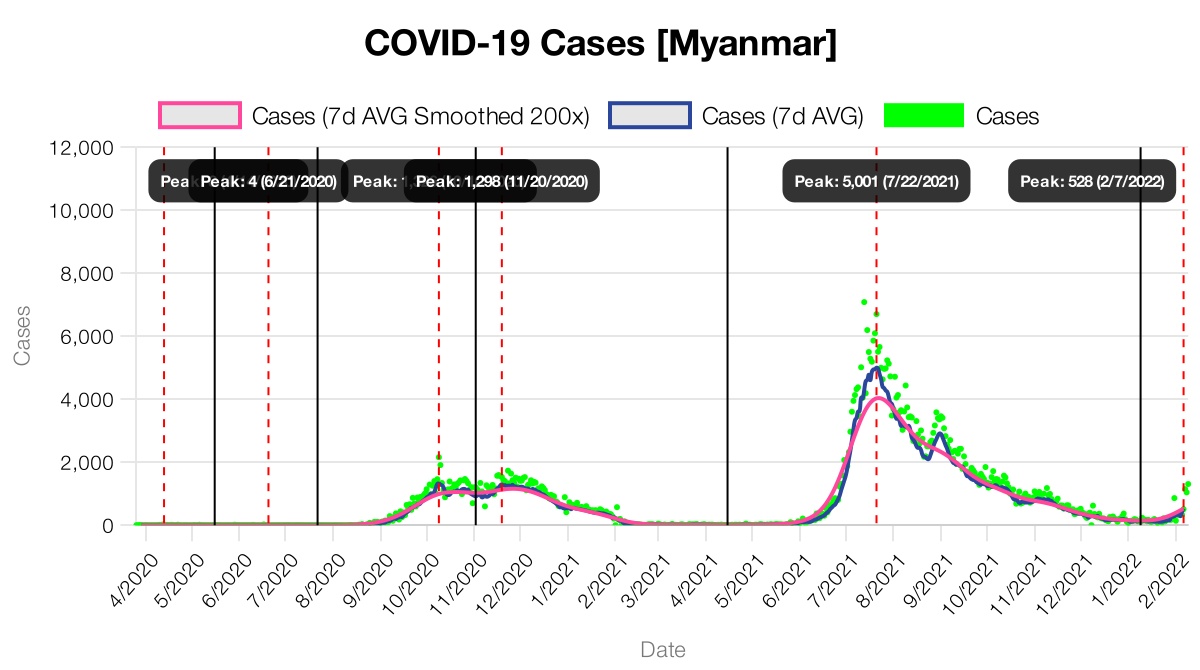 COVID-19 Cases [Myanmar]
Cases (7d AVG Smoothed 200x)
Cases (7d AVG)
Cases
12,000
10,000
8,000
6,000
4,000
2,000
0
Cases
Peak: 4 (6/21/2020)
Peak:
Peak: 1,298 (11/20/2020)
Peak: 5,001 (7/22/2021)
Peak: 528 (2/7/2022)
4/2020
5/2020
6/2020
7/2020
8/2020
9/2020
10/2020
11/2020
12/2020
1/2021
2/2021
3/2021
4/2021
5/2021
6/2021
7/2021
8/2021
9/2021
10/2021
11/2021
12/2021
1/2022
2/2022
Date